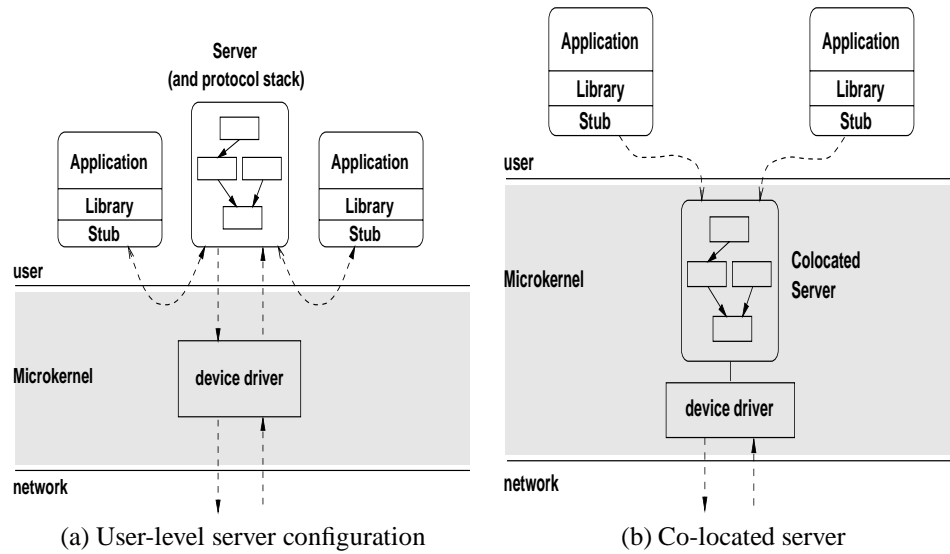 Server
(and protocol stack)
Application
Library
Stub
Application
Library
Stub
user
Microkernel
device driver
network
(a) User-level server configuration
Application
Library
Stub
Application
Library
Stub
user
Microkernel
Colocated
Server
device driver
network
(b) Co-located server